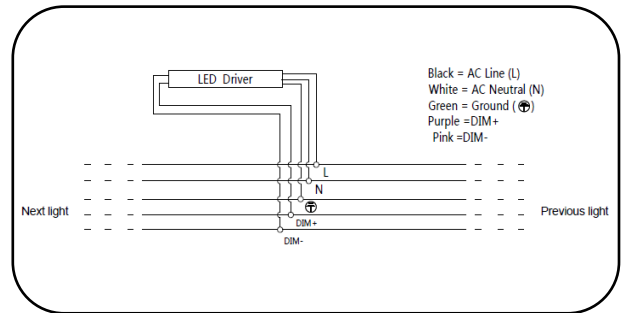 LED Driver
Black = AC Line (L)
White = AC Neutral (N)
Green = Ground ( )
Purple =DIM+
Pink =DIM-
L
N
DIM+
DIM-
Next light
Previous light